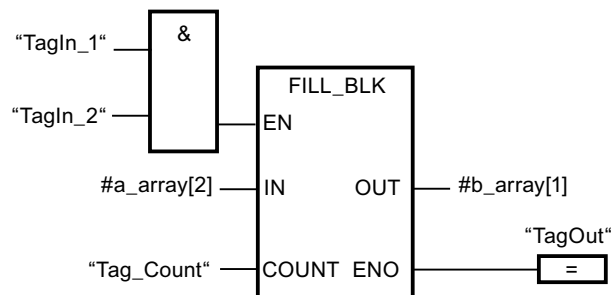 &
"TagIn_1“
FILL_BLK
“TagIn_2“
EN
#a_array[2] IN OUT #b_array[1]
“TagOut“
“Tag_Count“ COUNT ENO =